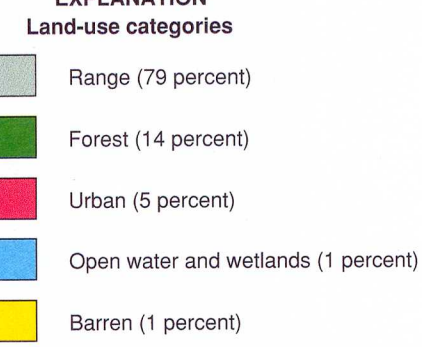 EXPLANATION
Land-use categories
Range (79 percent)
Forest (14 percent)
Urban (5 percent)
Open water and wetlands (1 percent)
Barren (1 percent)